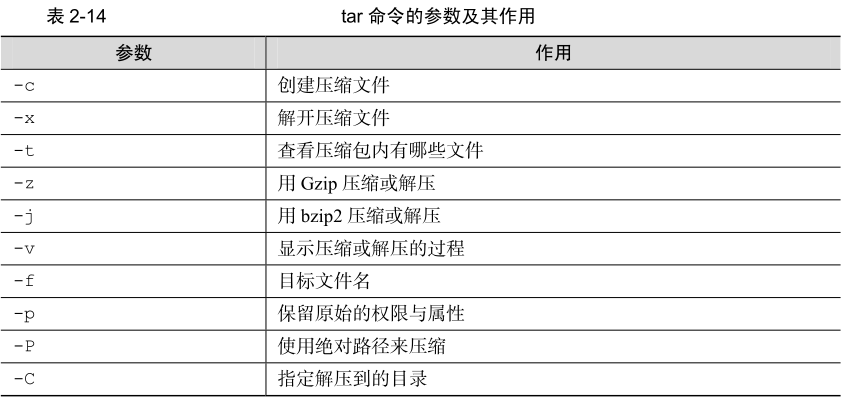 表 2-14 tar 命令的参数及其作用
参数 作用
-c 创建压缩文件
-x 解开压缩文件
-t 查看压缩包内有哪些文件
-z 用 Gzip 压缩或解压
-j 用 bzip2 压缩或解压
-v 显示压缩或解压的过程
-f 目标文件名
-p 保留原始的权限与属性
-P 使用绝对路径来压缩
-C 指定解压到的目录